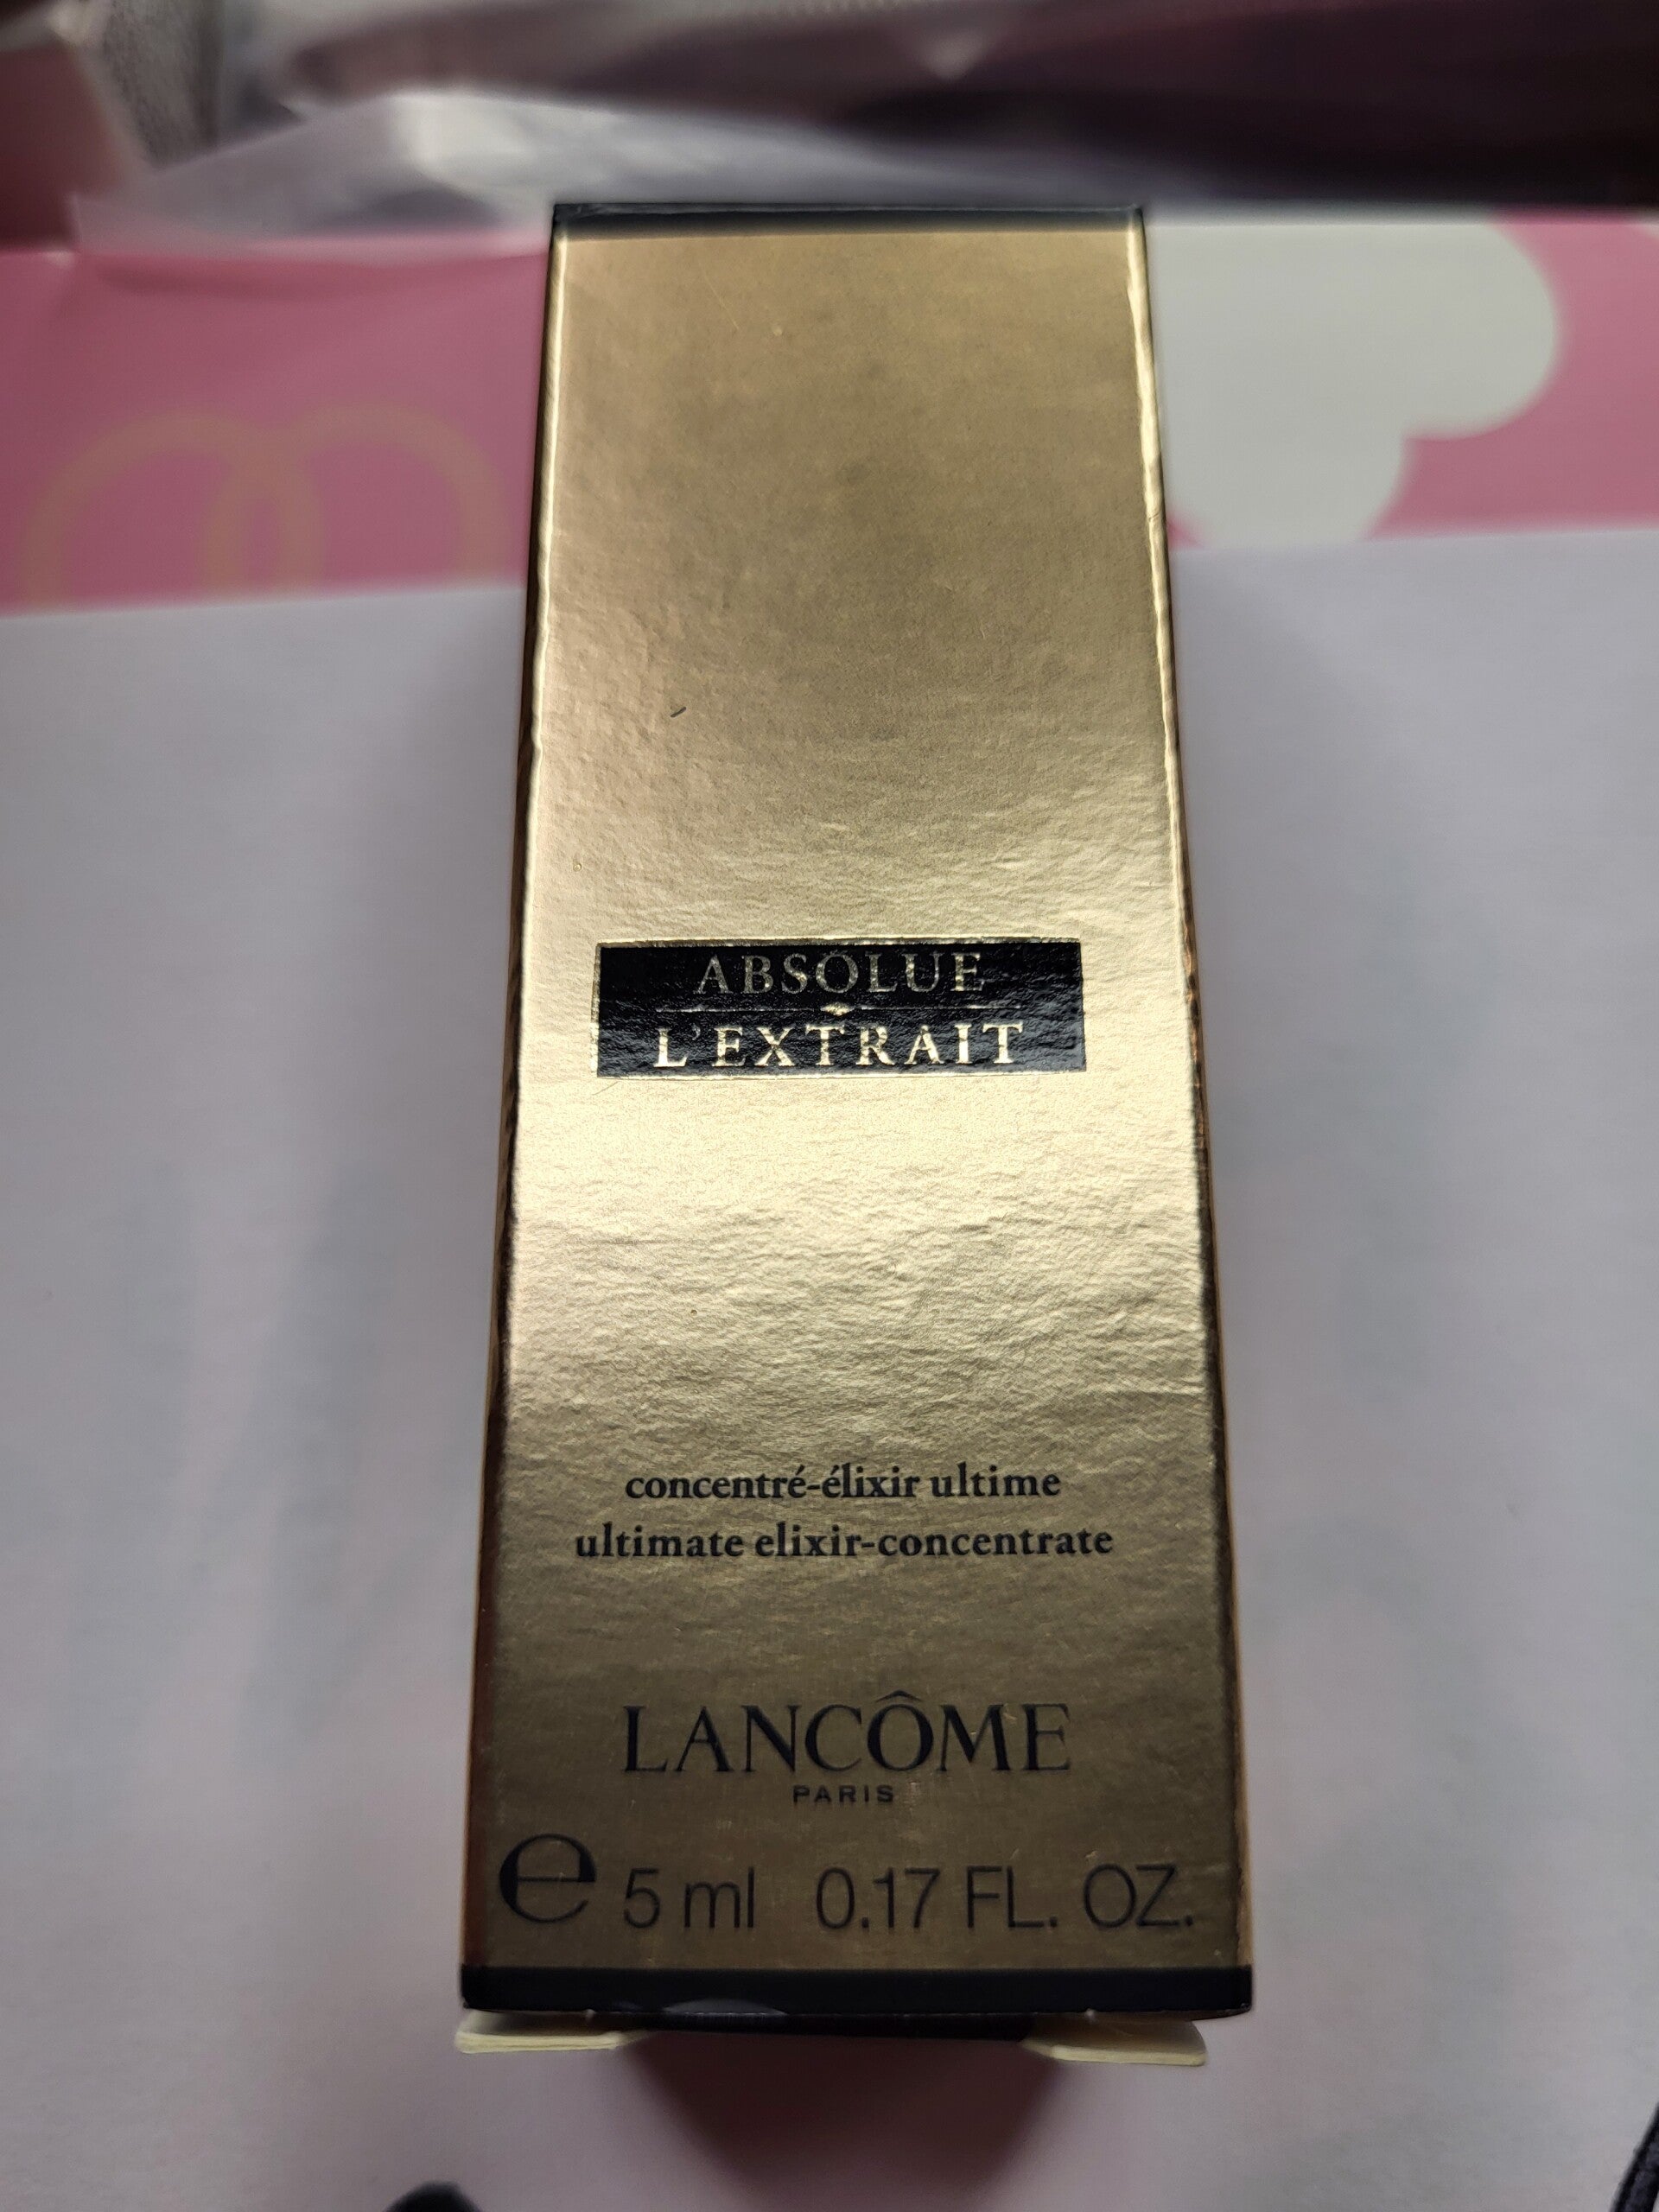 ABSOLUE
L'EXTRAIT
concentré-élixir ultime
ultimate elixir-concentrate
LANCÔME
PARIS
℮ 5 ml 0.17 FL. OZ.